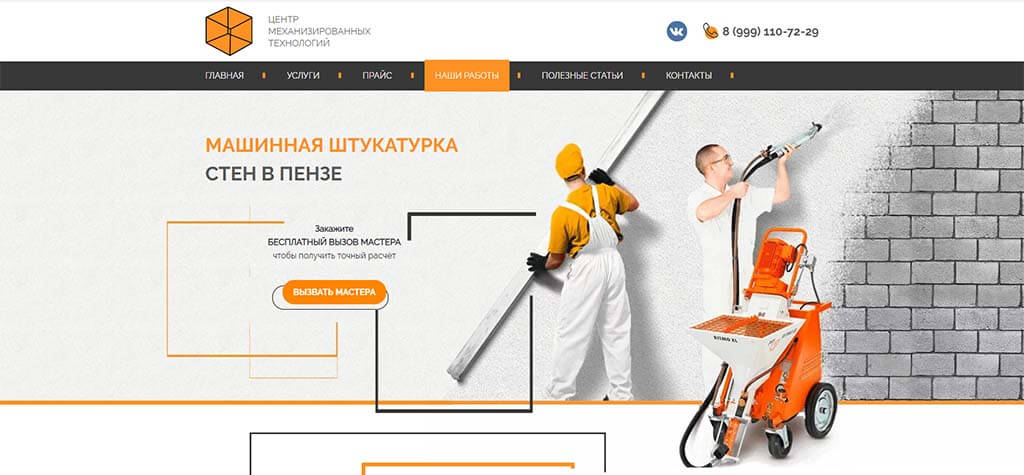 ЦЕНТР
МЕХАНИЗИРОВАННЫХ
ТЕХНОЛОГИЙ
8 (999) 110-72-29
ГЛАВНАЯ УСЛУГИ ПРАЙС НАШИ РАБОТЫ ПОЛЕЗНЫЕ СТАТЬИ КОНТАКТЫ
МАШИННАЯ ШТУКАТУРКА
СТЕН В ПЕНЗЕ
Закажите
БЕСПЛАТНЫЙ ВЫЗОВ МАСТЕРА
чтобы получить точный расчет
ВЫЗВАТЬ МАСТЕРА